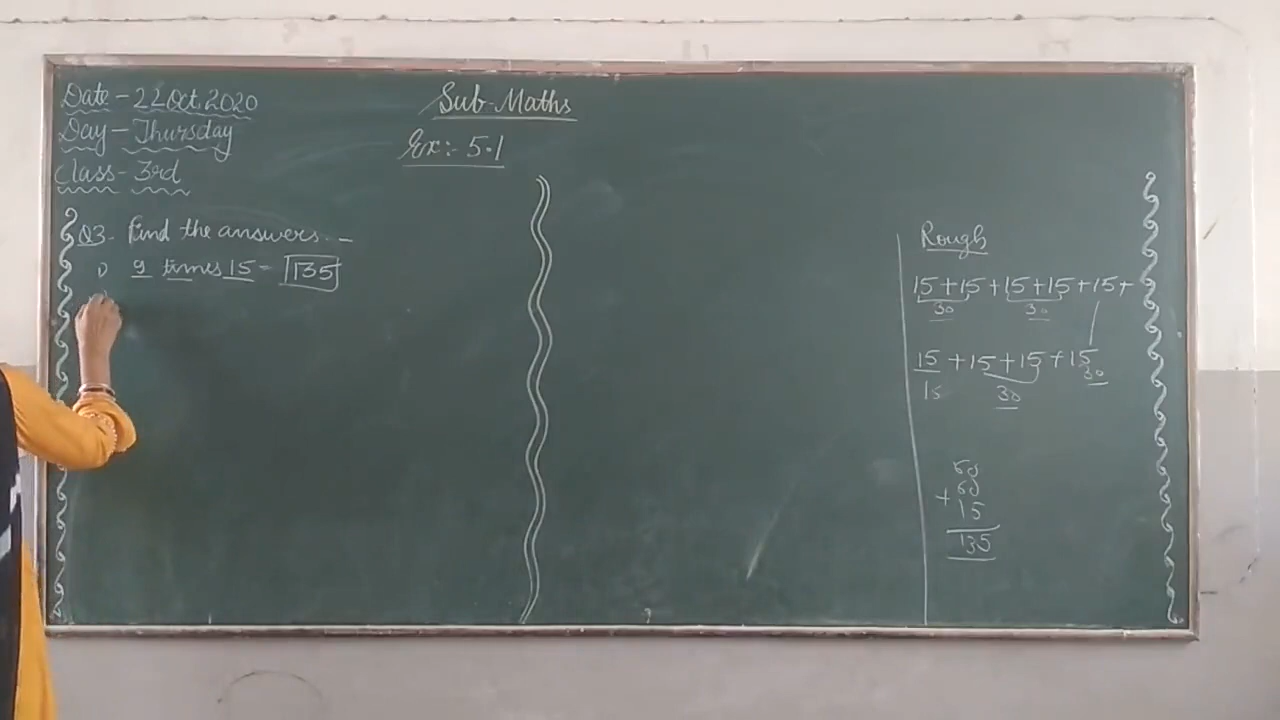 Date - 22 Oct. 2020
Day - Thursday
Class - 3rd
Sub - Maths
Ex :- 5.1
Q3 - Find the answers. -
i) 9 times 15 = 135
Rough
15 + 15 + 15 + 15 + 15 +
30 30
15 + 15 + 15 + 15
30
15 30
60
+ 60
15
135